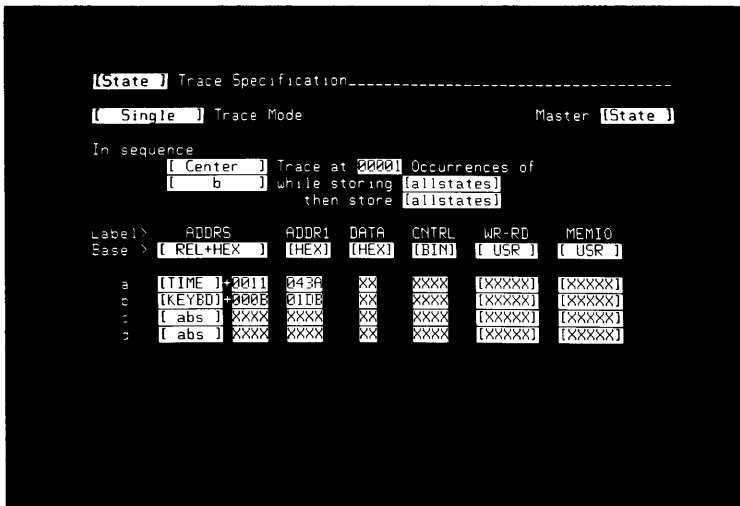 [State ] Trace Specification____________________________________
[ Single ] Trace Mode Master [State ]
In sequence
[ Center ] Trace at 00001 Occurrences of
[ b ] while storing [allstates]
then store [allstates]
Label> ADDRS ADDR1 DATA CNTRL WR-RD MEMIO
Base > [ REL+HEX ] [HEX] [HEX] [BIN] [ USR ] [ USR ]
a [TIME ]+0011 043A XX XXXX [XXXXX] [XXXXX]
b [KEYBD]+000B 01DB XX XXXX [XXXXX] [XXXXX]
[ abs ] XXXX XXXX XX XXXX [XXXXX] [XXXXX]
[ abs ] XXXX XXXX XX XXXX [XXXXX] [XXXXX]